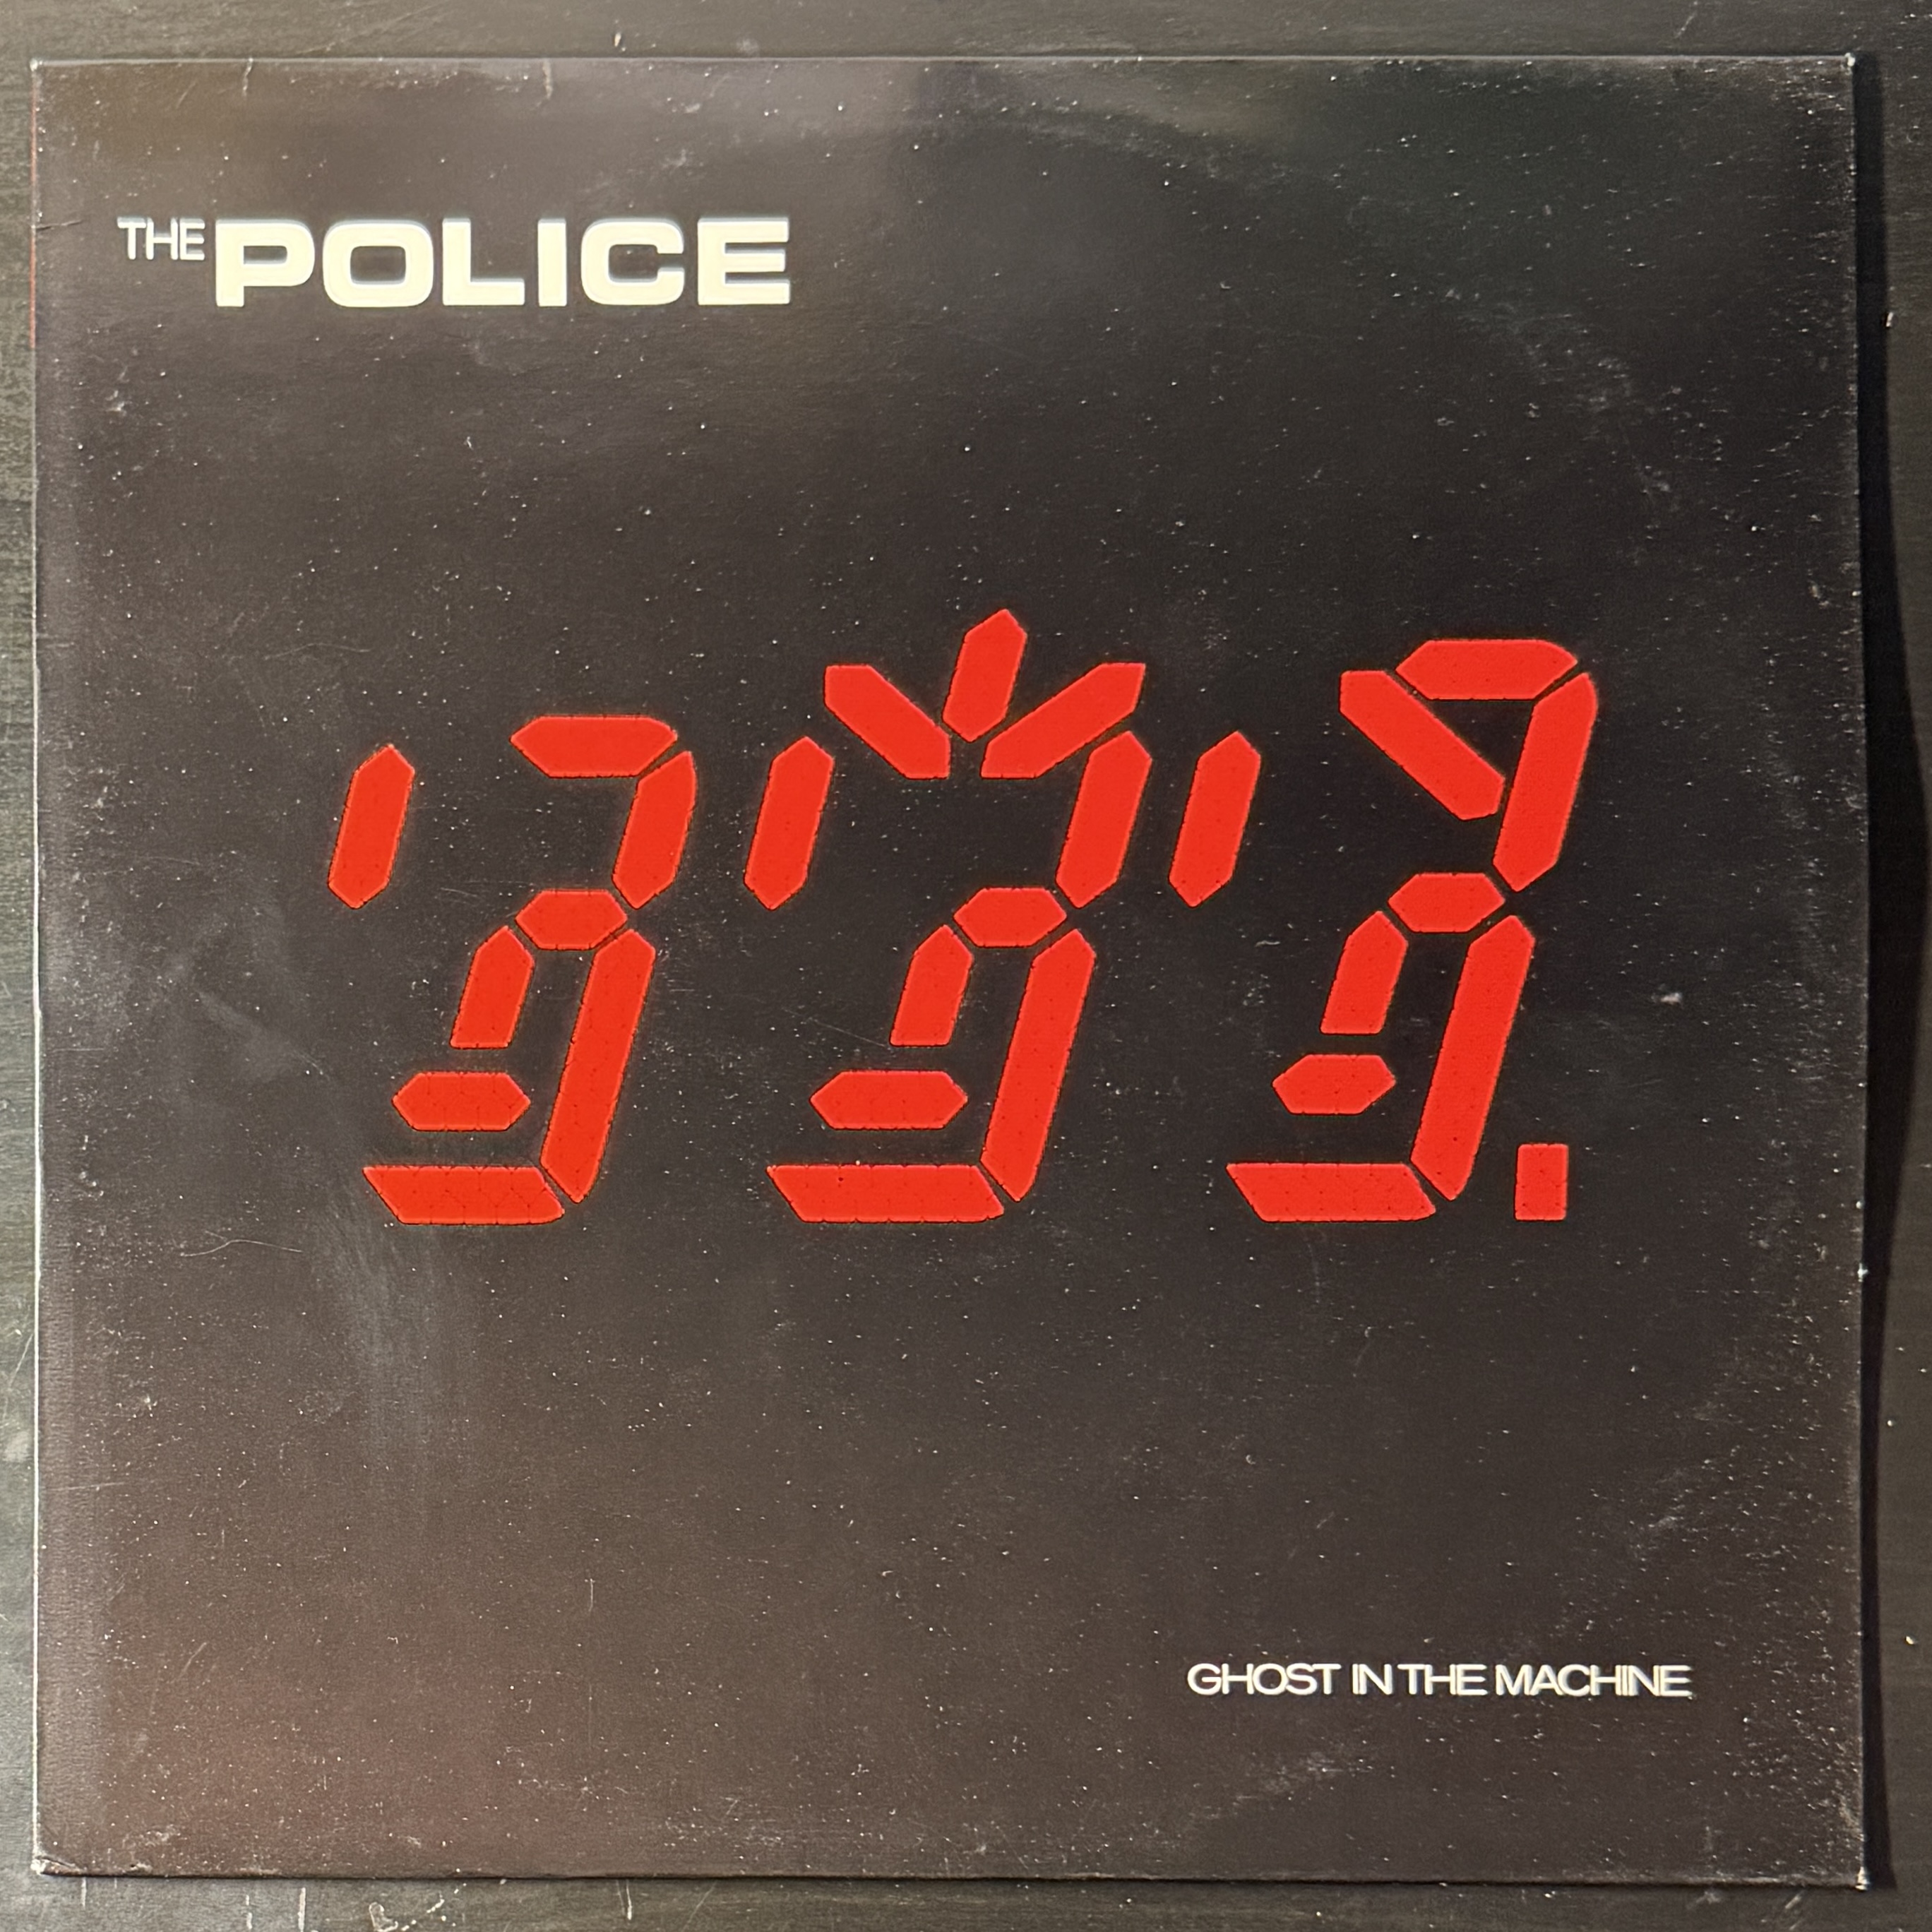 THE POLICE
GHOST IN THE MACHINE